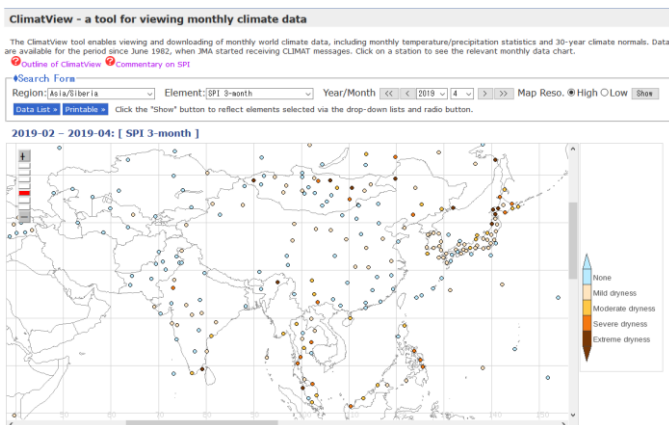 ClimatView - a tool for viewing monthly climate data
The ClimatView tool enables viewing and downloading of monthly world climate data, including monthly temperature/precipitation statistics and 30-year climate normals. Data
are available for the period since June 1982, when JMA started receiving CLIMAT messages. Click on a station to see the relevant monthly data chart.
Outline of ClimatView Commentary on SPI
Search Form
Region: Asia/Siberia Element: SPI 3-month Year/Month << < 2019 4 > >> Map Reso. High Low Show
Data List » Printable » Click the "Show" button to reflect elements selected via the drop-down lists and radio button.
2019-02 – 2019-04: [ SPI 3-month ]
None
Mild dryness
Moderate dryness
Severe dryness
Extreme dryness